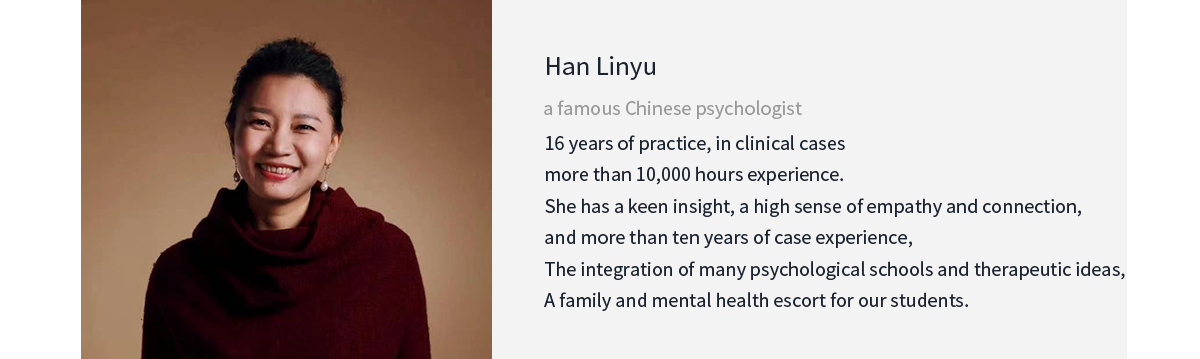 Han Linyu
a famous Chinese psychologist
16 years of practice, in clinical cases
more than 10,000 hours experience.
She has a keen insight, a high sense of empathy and connection,
and more than ten years of case experience,
The integration of many psychological schools and therapeutic ideas,
A family and mental health escort for our students.